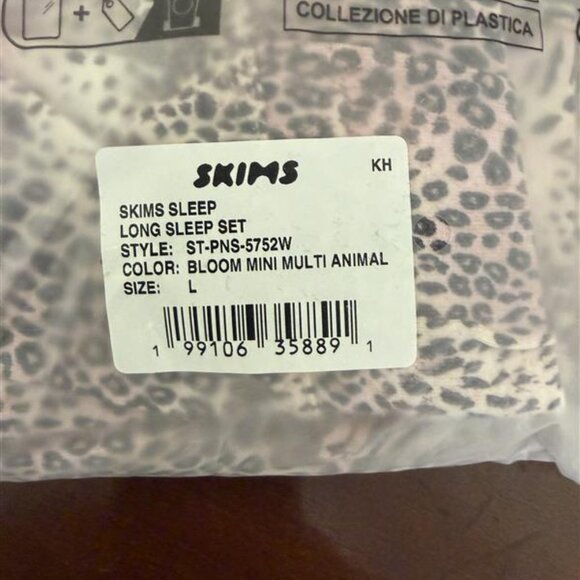 +
COLLEZIONE DI PLASTICA
SKIMS
KH
SKIMS SLEEP
LONG SLEEP SET
STYLE: ST-PNS-5752W
COLOR: BLOOM MINI MULTI ANIMAL
SIZE: L
1 99106 35889 1